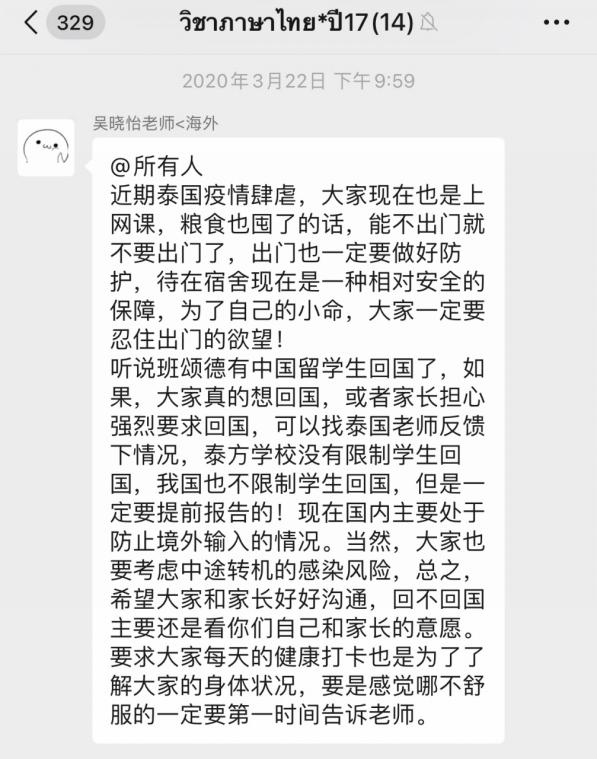 329
วิชาภาษาไทย*ปี17(14)
2020年3月22日 下午9:59
吴晓怡老师<海外
@所有人
近期泰国疫情肆虐，大家现在也是上
网课，粮食也囤了的话，能不出门就
不要出门了，出门也一定要做好防
护，待在宿舍现在是一种相对安全的
保障，为了自己的小命，大家一定要
忍住出门的欲望！
听说班颂德有中国留学生回国了，如
果，大家真的想回国，或者家长担心
强烈要求回国，可以找泰国老师反馈
下情况，泰方学校没有限制学生回
国，我国也不限制学生回国，但是一
定要提前报告的！现在国内主要处于
防止境外输入的情况。当然，大家也
要考虑中途转机的感染风险，总之，
希望大家和家长好好沟通，回不回国
主要还是看你们自己和家长的意愿。
要求大家每天的健康打卡也是为了了
解大家的身体状况，要是感觉哪不舒
服的一定要第一时间告诉老师。